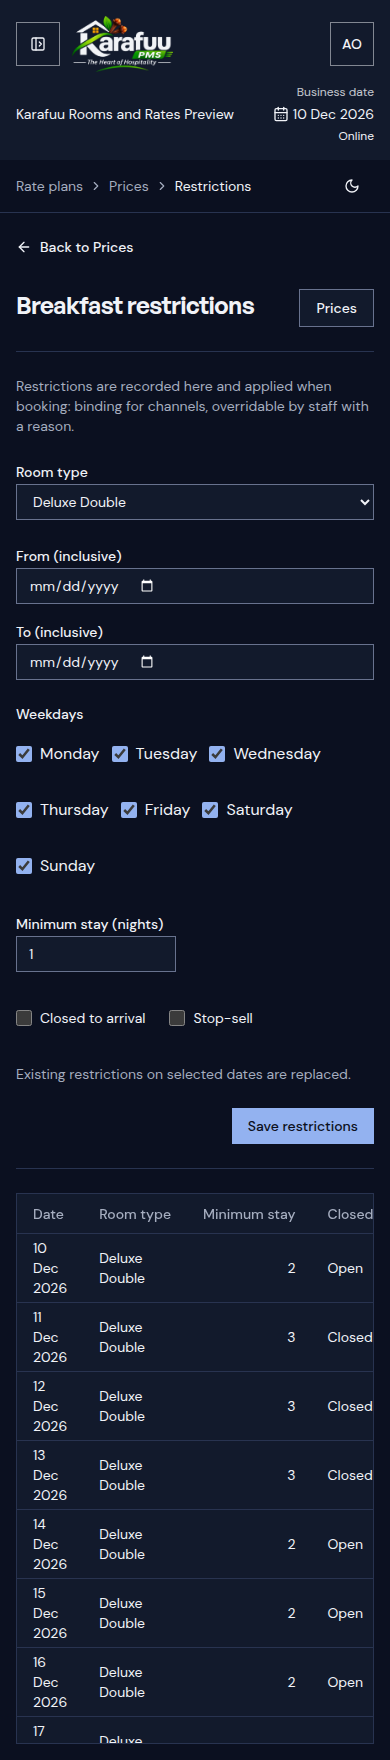 Karafuu
PMS
The Heart of Hospitality
AO
Business date
Karafuu Rooms and Rates Preview
10 Dec 2026
Online
Rate plans > Prices > Restrictions
Back to Prices
Breakfast restrictions
Prices
Restrictions are recorded here and applied when
booking: binding for channels, overridable by staff with
a reason.
Room type
Deluxe Double
From (inclusive)
mm/dd/yyyy
To (inclusive)
mm/dd/yyyy
Weekdays
Monday Tuesday Wednesday
Thursday Friday Saturday
Sunday
Minimum stay (nights)
1
Closed to arrival Stop-sell
Existing restrictions on selected dates are replaced.
Save restrictions
Date Room type Minimum stay Closed
10 Dec 2026 Deluxe Double 2 Open
11 Dec 2026 Deluxe Double 3 Closed
12 Dec 2026 Deluxe Double 3 Closed
13 Dec 2026 Deluxe Double 3 Closed
14 Dec 2026 Deluxe Double 2 Open
15 Dec 2026 Deluxe Double 2 Open
16 Dec 2026 Deluxe Double 2 Open
17 Deluxe